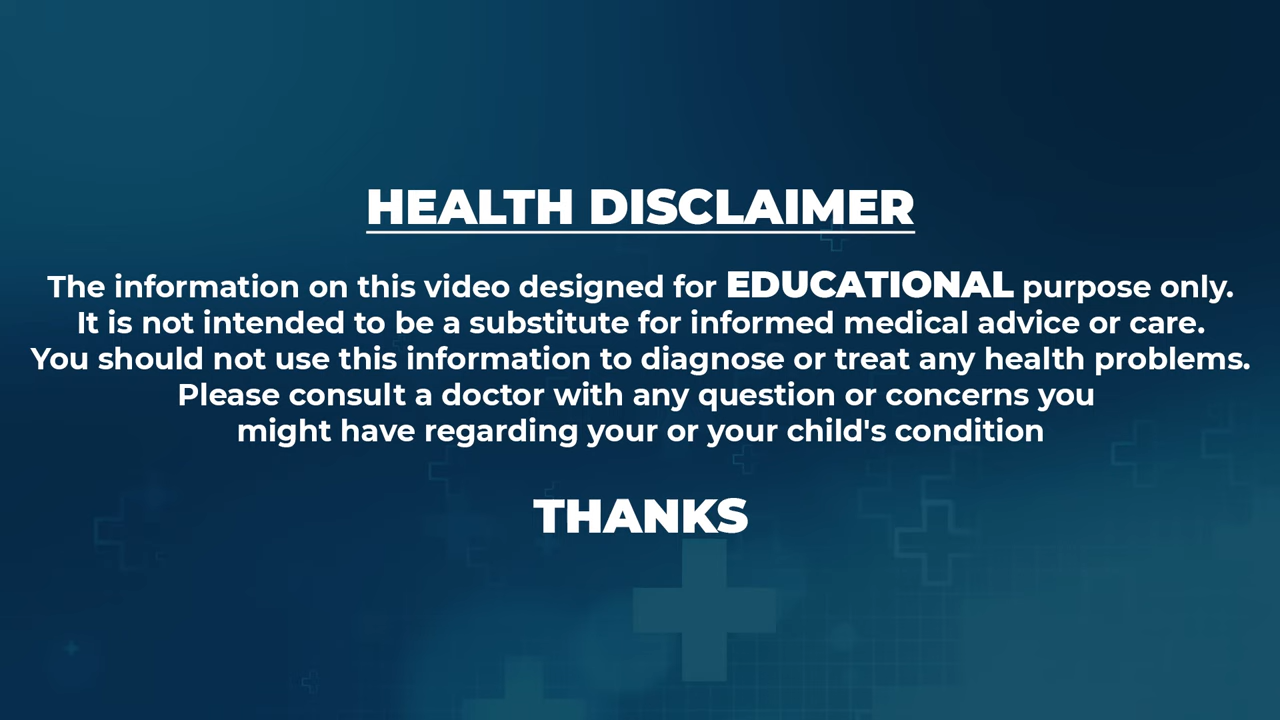 HEALTH DISCLAIMER
The information on this video designed for EDUCATIONAL purpose only.
It is not intended to be a substitute for informed medical advice or care.
You should not use this information to diagnose or treat any health problems.
Please consult a doctor with any question or concerns you
might have regarding your or your child's condition
THANKS